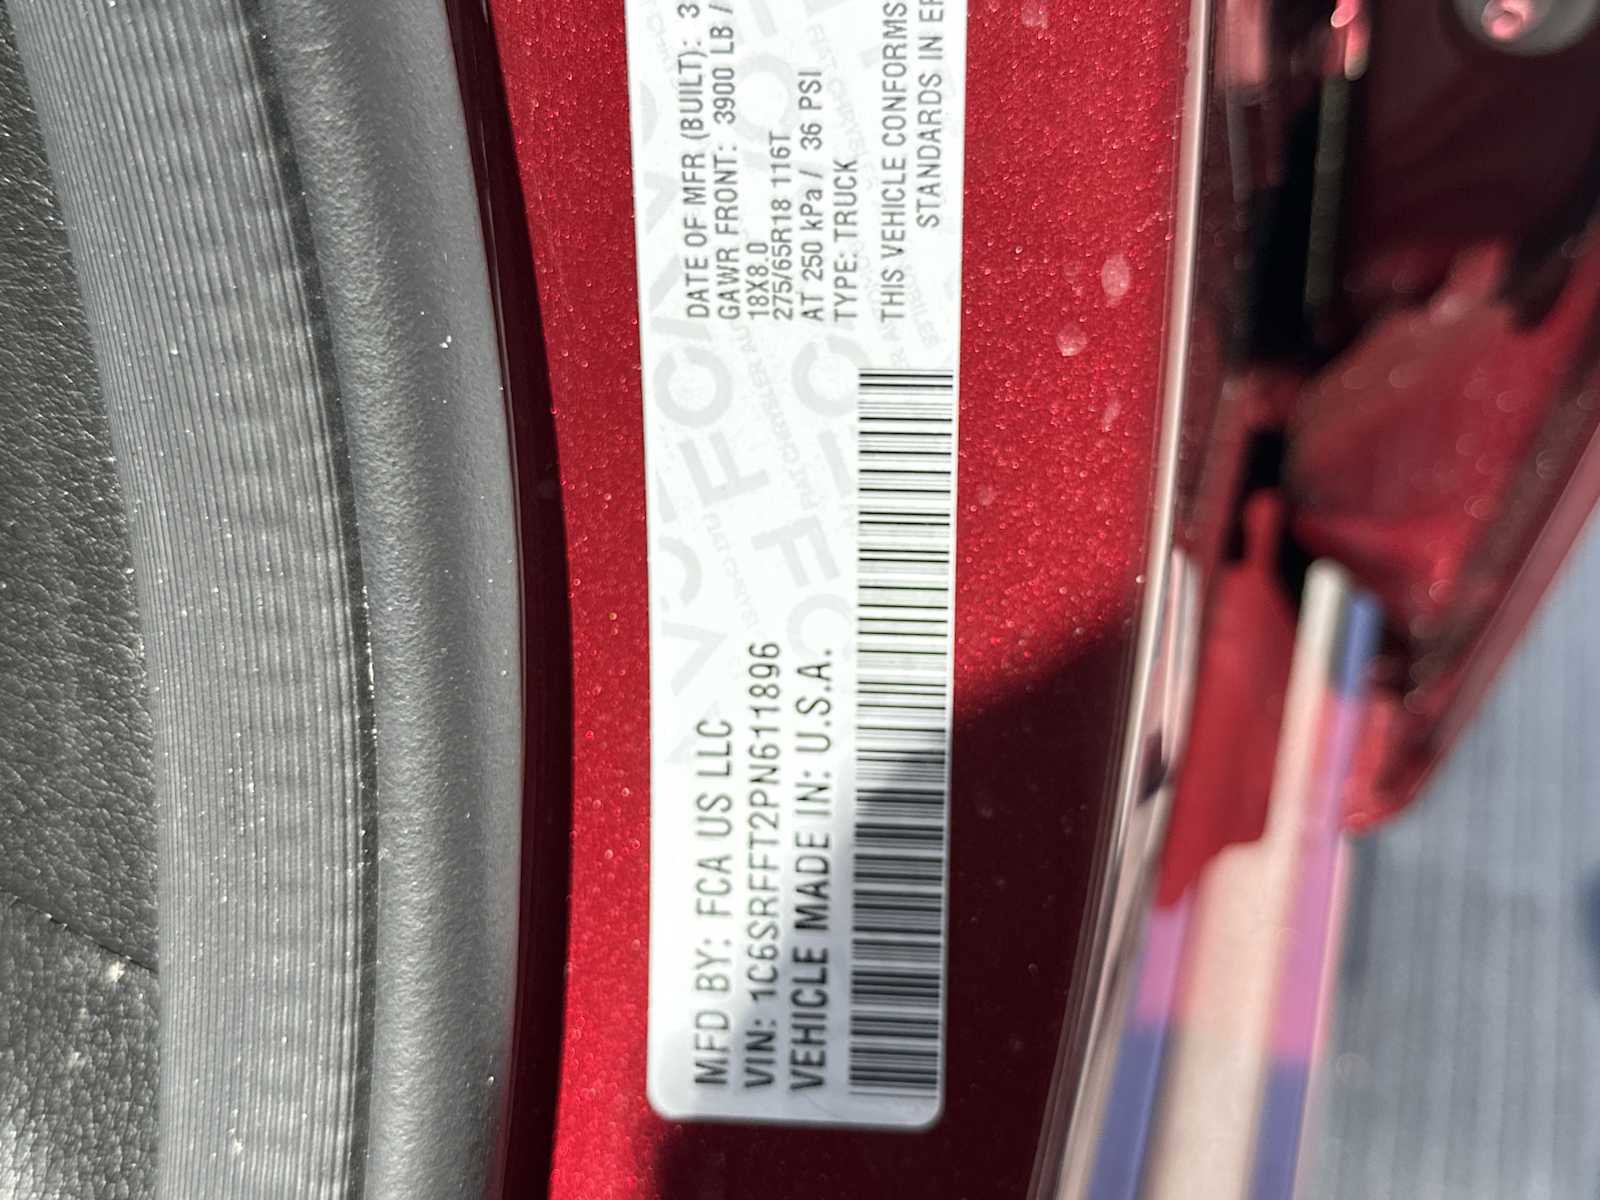 MFD BY: FCA US LLC
VIN: 1C6SRFFT2PN611896
VEHICLE MADE IN: U.S.A.
DATE OF MFR (BUILT): 3
GAWR FRONT: 3900 LB /
18X8.0
275/65R18 116T
AT 250 kPa / 36 PSI
TYPE: TRUCK
THIS VEHICLE CONFORMS
STANDARDS IN